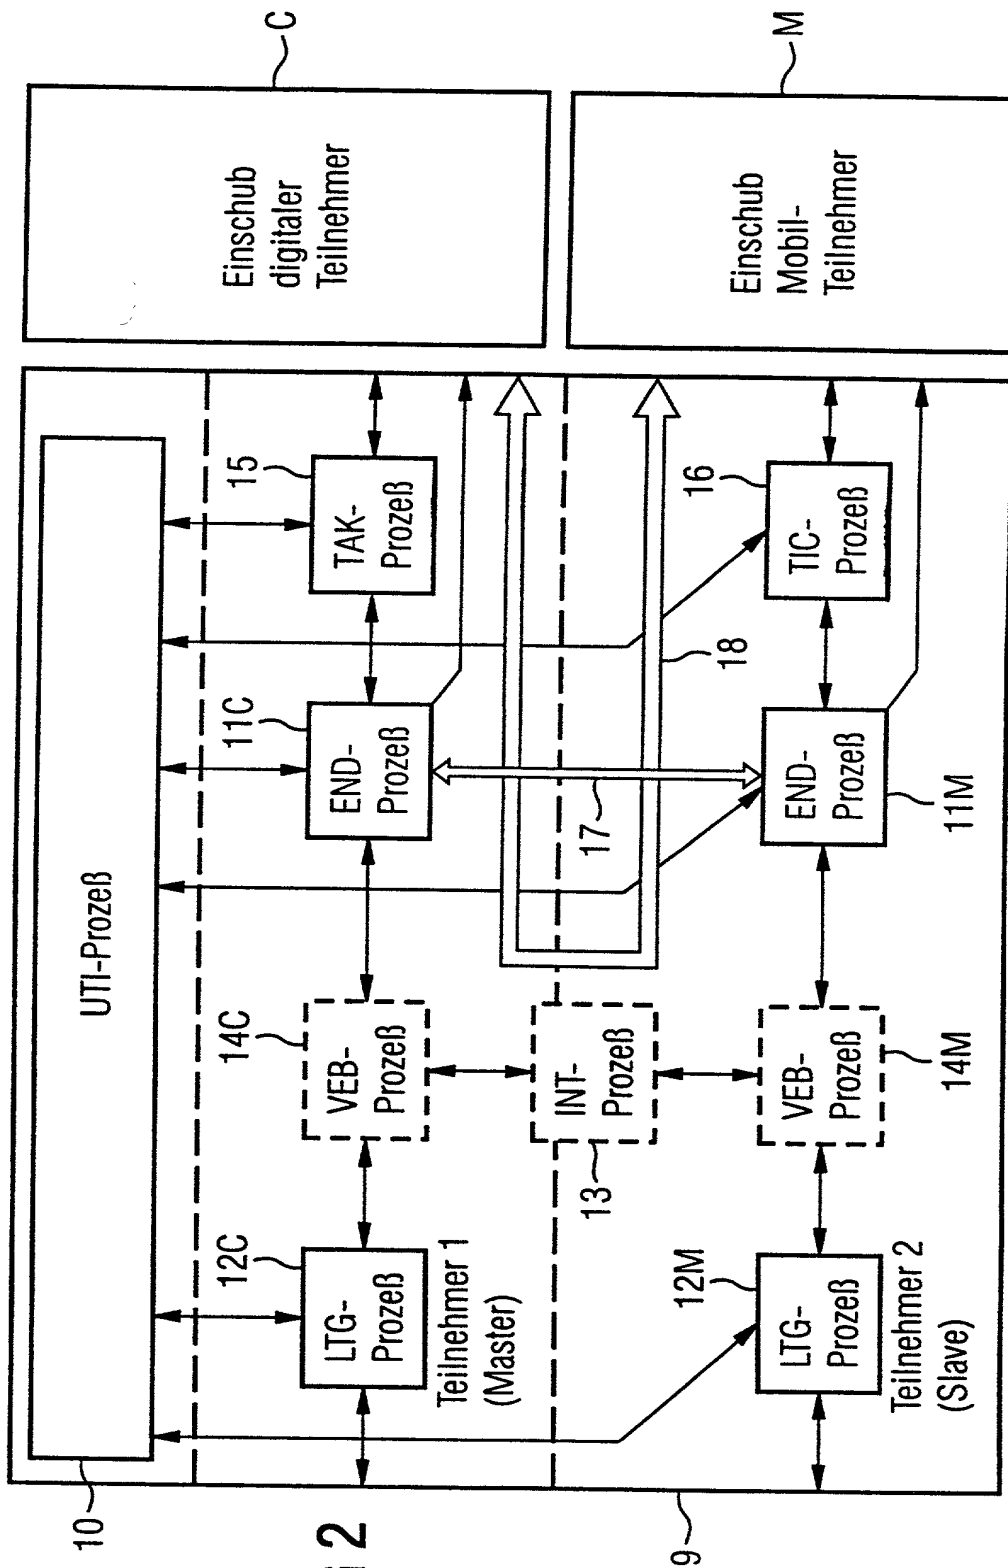 C
M
Einschub
digitaler
Teilnehmer
Einschub
Mobil-
Teilnehmer
UTI-Prozeß
10
15
TAK-
Prozeß
16
TIC-
Prozeß
11C
END-
Prozeß
18
17
END-
Prozeß
11M
14C
VEB-
Prozeß
INT-
Prozeß
13
VEB-
Prozeß
14M
12C
LTG-
Prozeß
Teilnehmer 1
(Master)
12M
LTG-
Prozeß
Teilnehmer 2
(Slave)
9
2